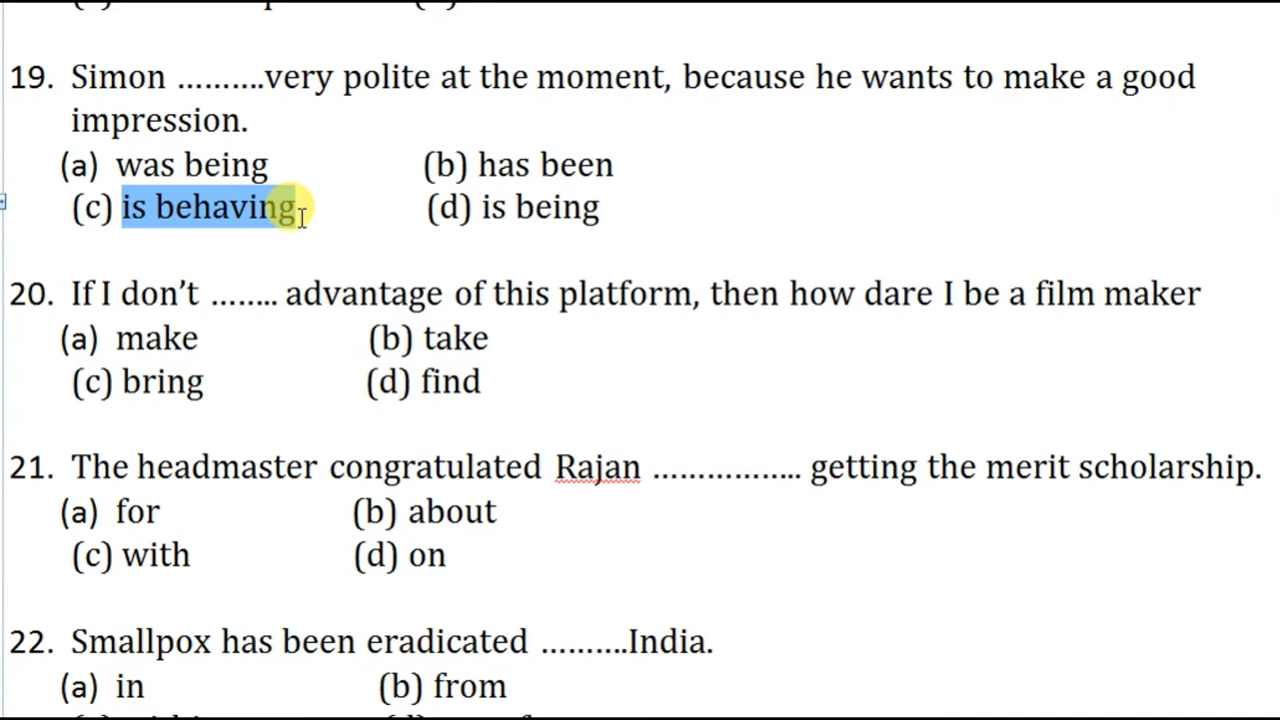 19. Simon ……….very polite at the moment, because he wants to make a good
impression.
(a) was being (b) has been
(c) is behaving (d) is being
20. If I don’t …….. advantage of this platform, then how dare I be a film maker
(a) make (b) take
(c) bring (d) find
21. The headmaster congratulated Rajan …………….. getting the merit scholarship.
(a) for (b) about
(c) with (d) on
22. Smallpox has been eradicated ……….India.
(a) in (b) from